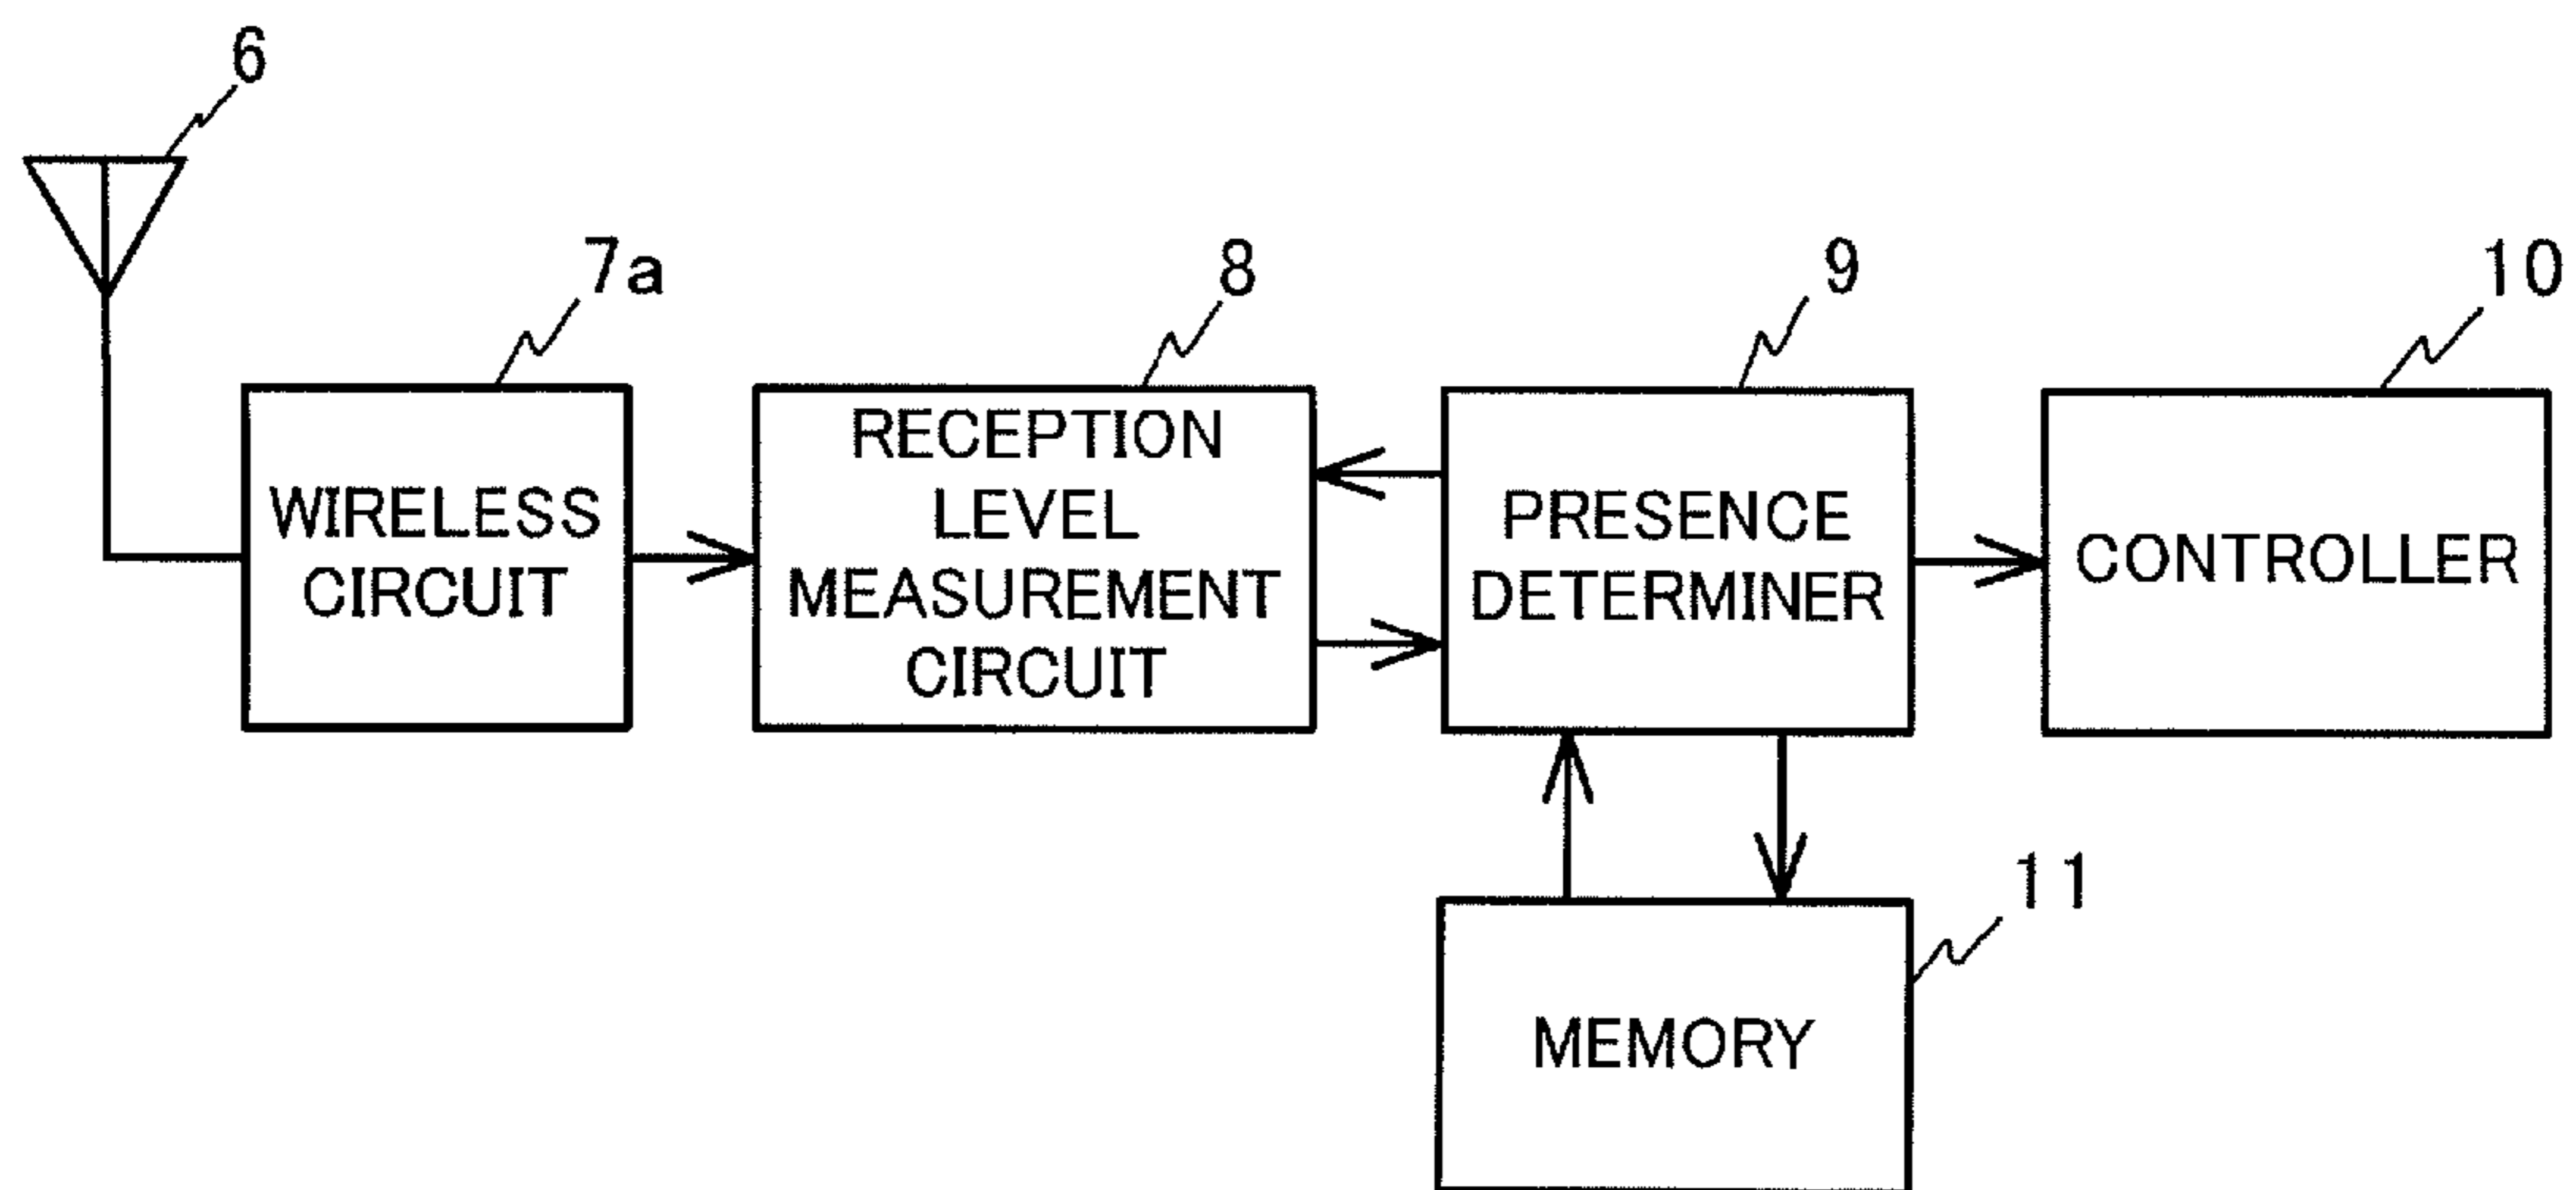 6
7a
8
9
10
WIRELESS
CIRCUIT
RECEPTION
LEVEL
MEASUREMENT
CIRCUIT
PRESENCE
DETERMINER
CONTROLLER
11
MEMORY